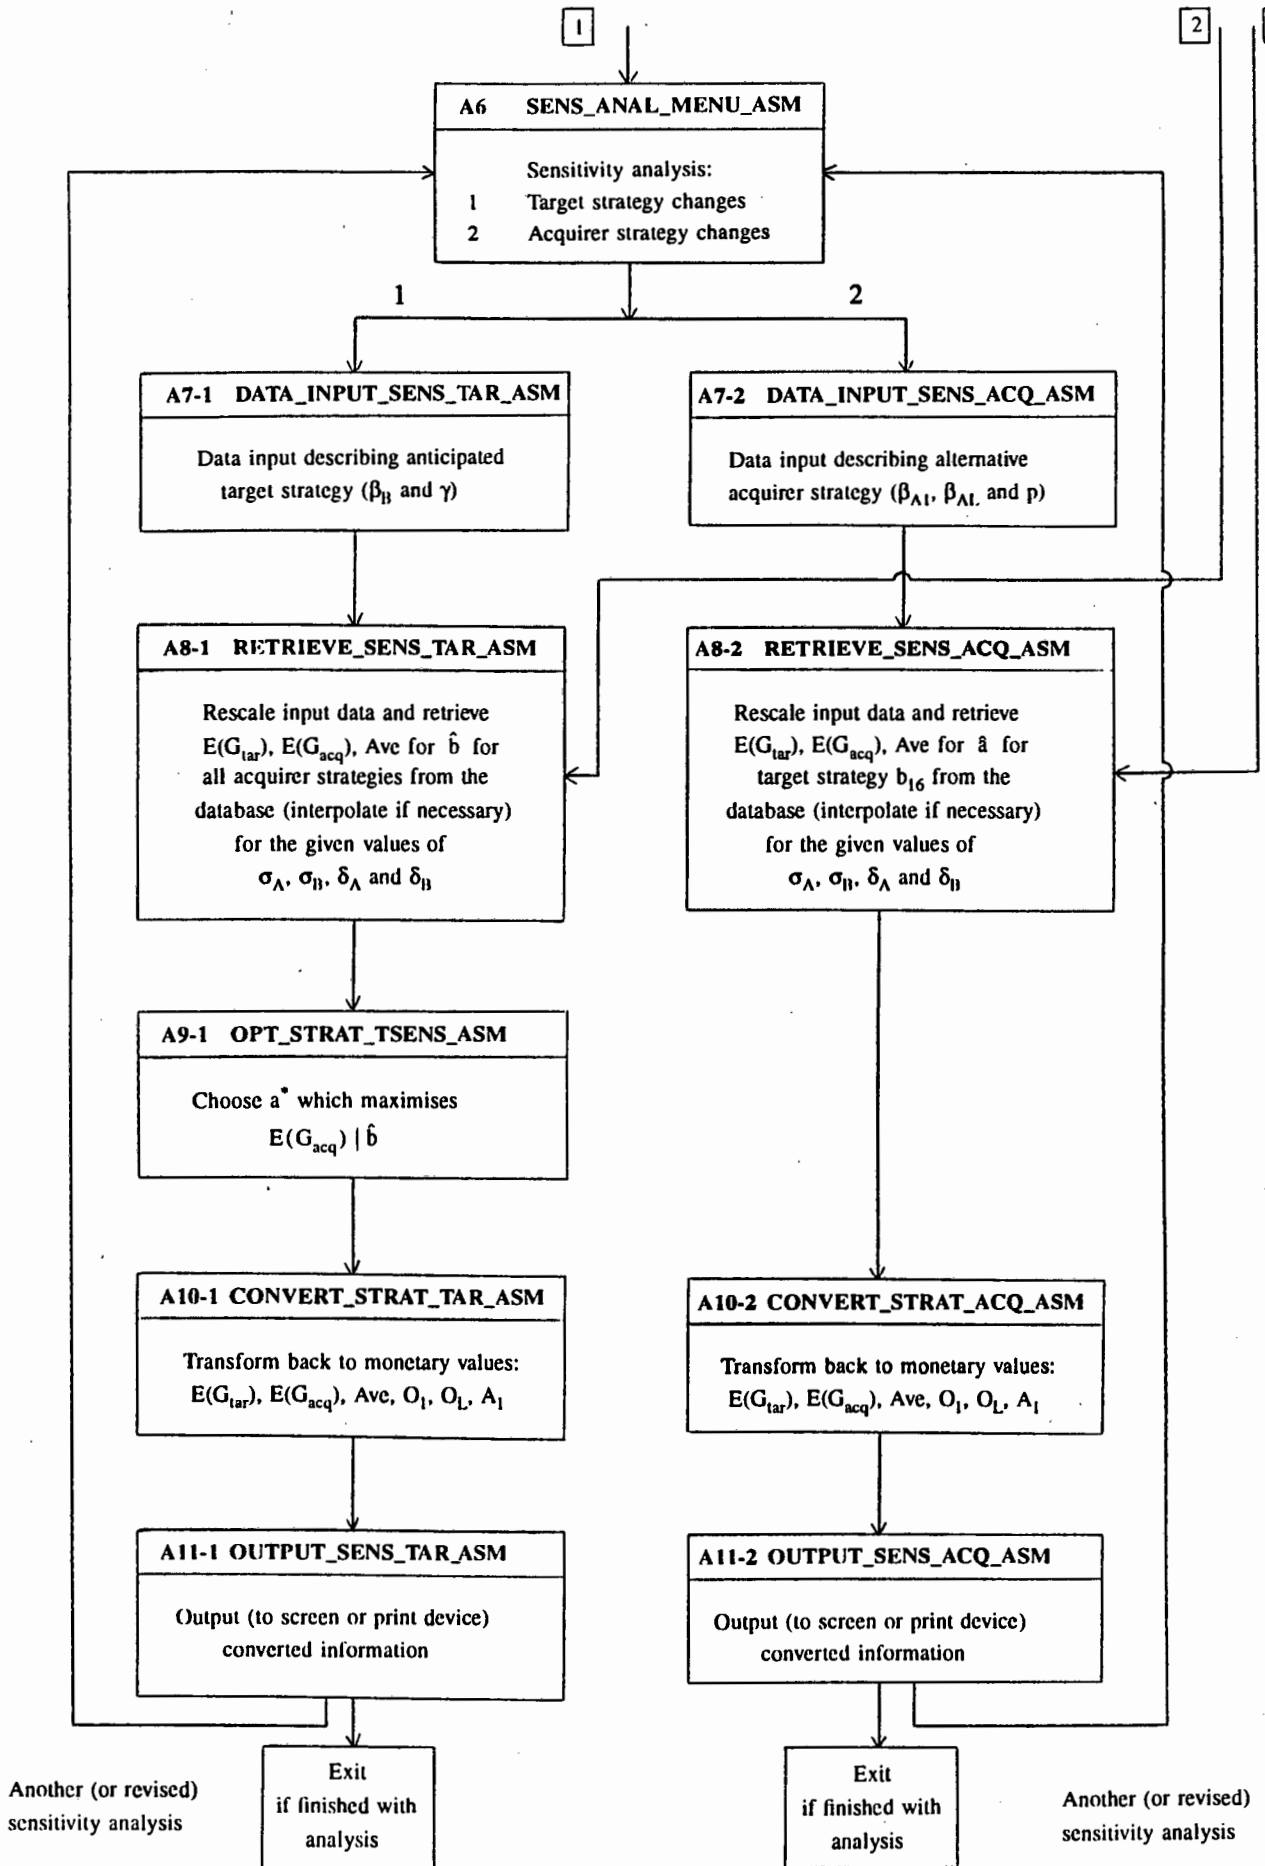 1
2
A6 SENS_ANAL_MENU_ASM
Sensitivity analysis:
1 Target strategy changes
2 Acquirer strategy changes
1
2
A7-1 DATA_INPUT_SENS_TAR_ASM
Data input describing anticipated
target strategy (β_B and γ)
A7-2 DATA_INPUT_SENS_ACQ_ASM
Data input describing alternative
acquirer strategy (β_A1, β_AL and p)
A8-1 RETRIEVE_SENS_TAR_ASM
Rescale input data and retrieve
E(G_tar), E(G_acq), Ave for b̂ for
all acquirer strategies from the
database (interpolate if necessary)
for the given values of
σ_A, σ_B, δ_A and δ_B
A8-2 RETRIEVE_SENS_ACQ_ASM
Rescale input data and retrieve
E(G_tar), E(G_acq), Ave for â for
target strategy b_16 from the
database (interpolate if necessary)
for the given values of
σ_A, σ_B, δ_A and δ_B
A9-1 OPT_STRAT_TSENS_ASM
Choose a* which maximises
E(G_acq) | b̂
A10-1 CONVERT_STRAT_TAR_ASM
Transform back to monetary values:
E(G_tar), E(G_acq), Ave, O_1, O_L, A_1
A10-2 CONVERT_STRAT_ACQ_ASM
Transform back to monetary values:
E(G_tar), E(G_acq), Ave, O_1, O_L, A_1
A11-1 OUTPUT_SENS_TAR_ASM
Output (to screen or print device)
converted information
A11-2 OUTPUT_SENS_ACQ_ASM
Output (to screen or print device)
converted information
Another (or revised)
sensitivity analysis
Exit
if finished with
analysis
Exit
if finished with
analysis
Another (or revised)
sensitivity analysis